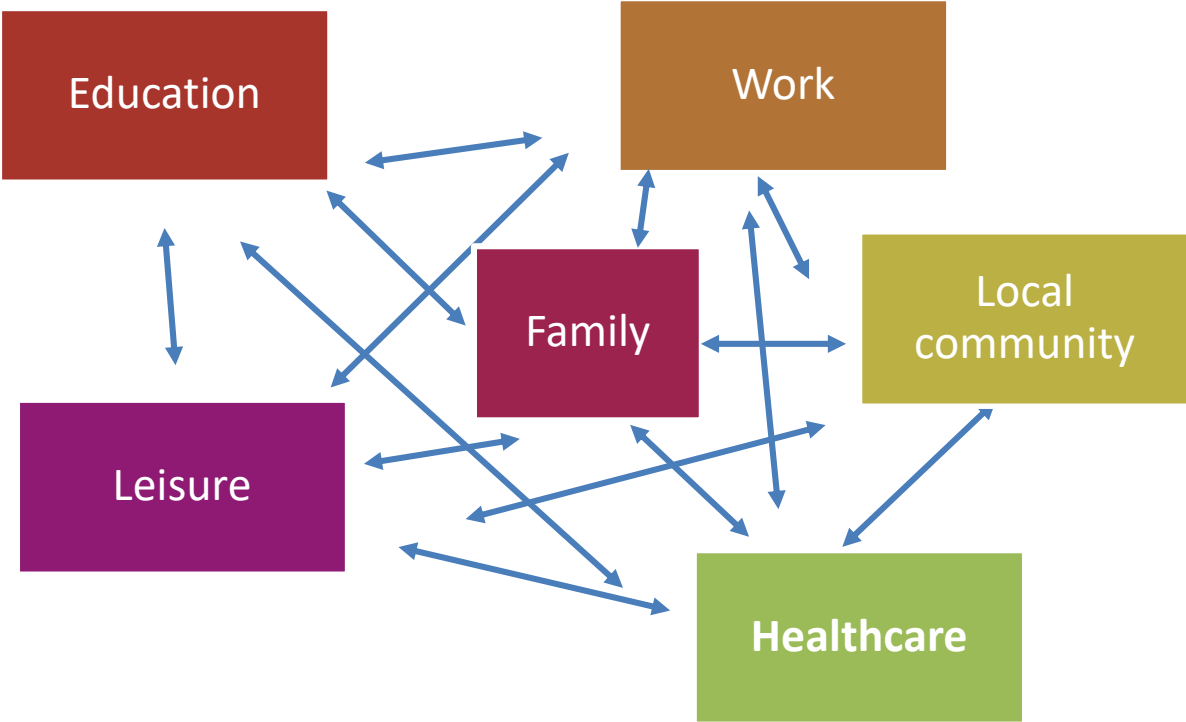 Education
Work
Local
community
Family
Leisure
Healthcare